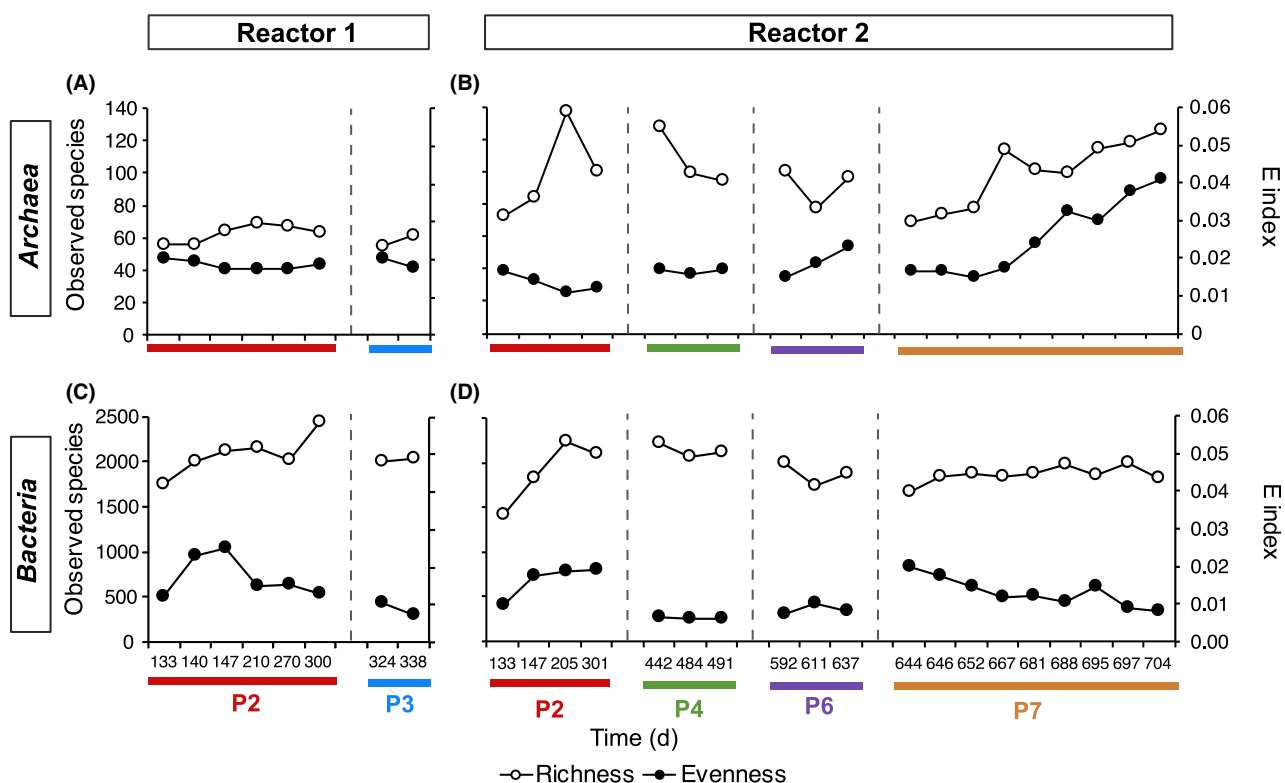 Reactor 1
Reactor 2
(A)
(B)
Archaea
Observed species
140
120
100
80
60
40
20
0
0.06
0.05
0.04
0.03
0.02
0.01
0
E index
(C)
(D)
Bacteria
Observed species
2500
2000
1500
1000
500
0
0.06
0.05
0.04
0.03
0.02
0.01
0.00
E index
133 140 147 210 270 300 324 338 133 147 205 301 442 484 491 592 611 637 644 646 652 667 681 688 695 697 704
P2 P3 P2 P4 P6 P7
Time (d)
Richness Evenness